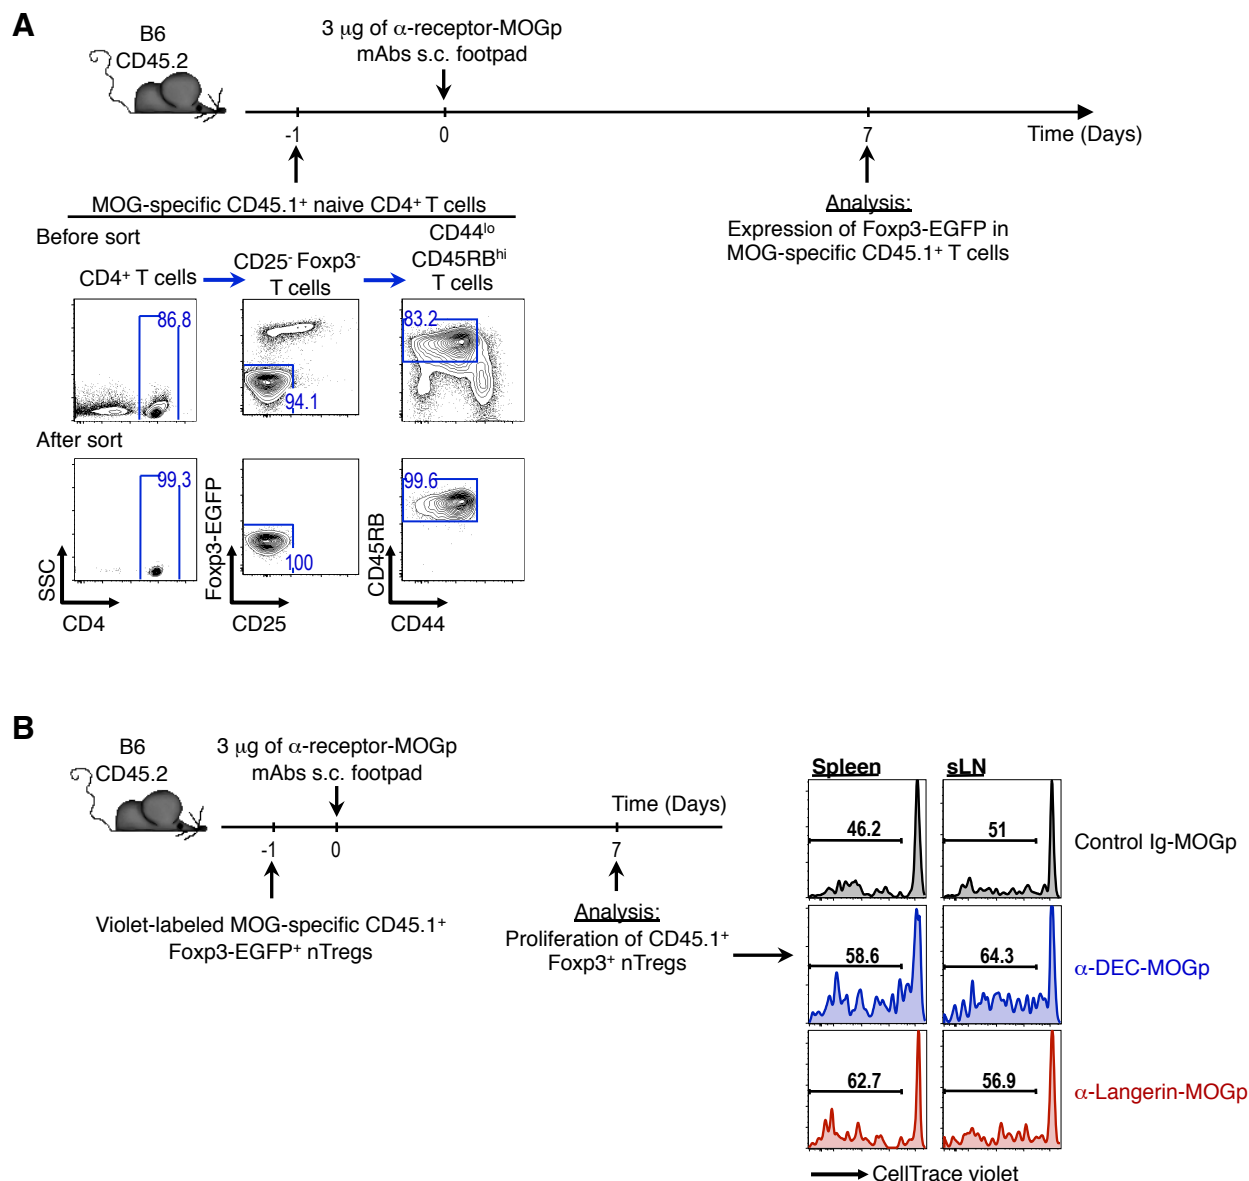 A
B6
CD45.2
3 μg of α-receptor-MOGp
mAbs s.c. footpad
-1
0
7
Time (Days)
MOG-specific CD45.1⁺ naive CD4⁺ T cells
Before sort
CD4⁺ T cells
CD25⁻ Foxp3⁻
T cells
CD44ˡᵒ
CD45RBʰⁱ
T cells
86.8
94.1
83.2
After sort
99.3
100
99.6
SSC
CD4
Foxp3-EGFP
CD25
CD45RB
CD44
Analysis:
Expression of Foxp3-EGFP in
MOG-specific CD45.1⁺ T cells
B
B6
CD45.2
3 μg of α-receptor-MOGp
mAbs s.c. footpad
Time (Days)
-1
0
7
Violet-labeled MOG-specific CD45.1⁺
Foxp3-EGFP⁺ nTregs
Analysis:
Proliferation of CD45.1⁺
Foxp3⁺ nTregs
Spleen
sLN
46.2
51
Control Ig-MOGp
58.6
64.3
α-DEC-MOGp
62.7
56.9
α-Langerin-MOGp
CellTrace violet